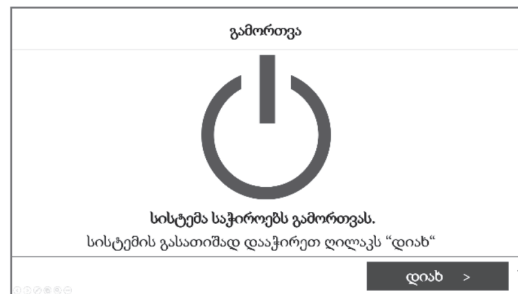 გამორთვა
სისტემა საჭიროებს გამორთვას.
სისტემის გასათიშად დააჭირეთ ღილაკს “დიახ“
დიახ >